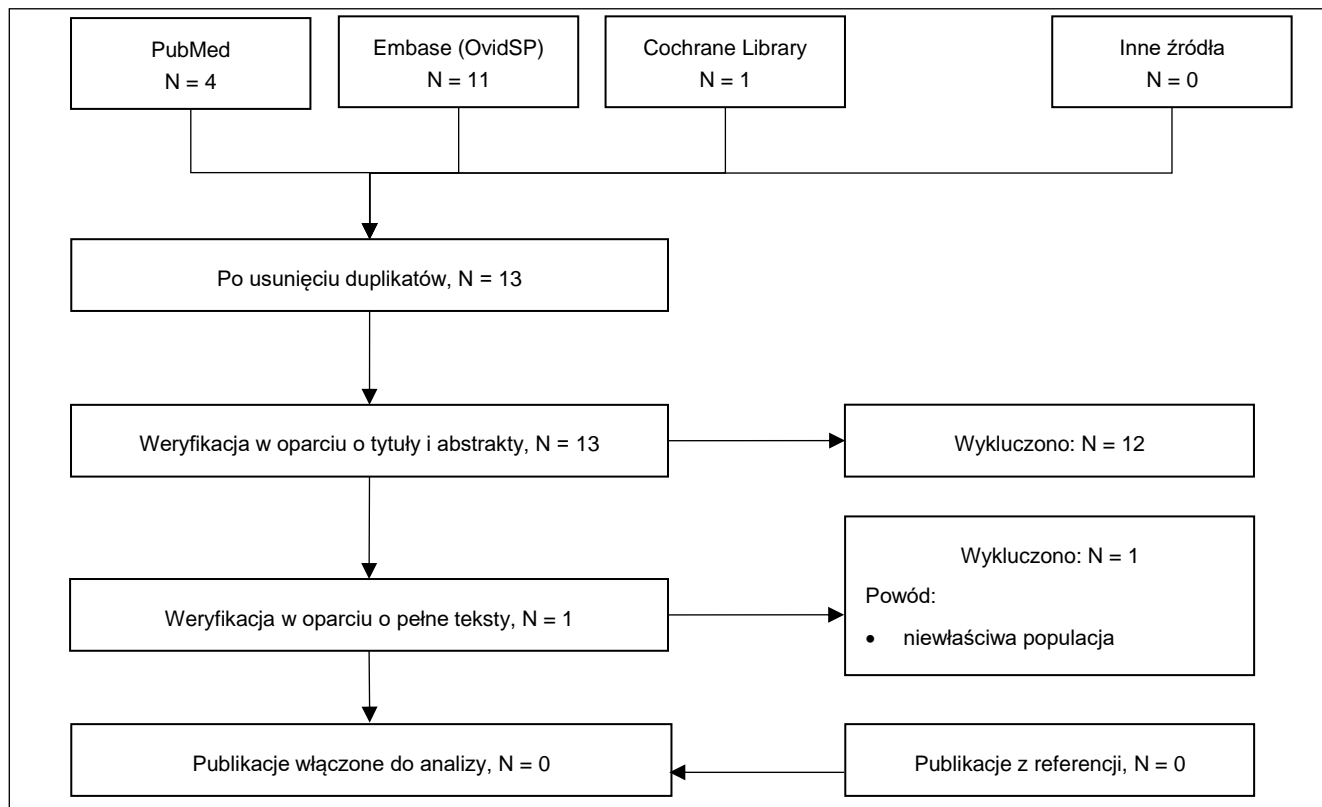 PubMed
N = 4
Embase (OvidSP)
N = 11
Cochrane Library
N = 1
Inne źródła
N = 0
Po usunięciu duplikatów, N = 13
Weryfikacja w oparciu o tytuły i abstrakty, N = 13
Wykluczono: N = 12
Wykluczono: N = 1
Powód:
• niewłaściwa populacja
Weryfikacja w oparciu o pełne teksty, N = 1
Publikacje włączone do analizy, N = 0
Publikacje z referencji, N = 0